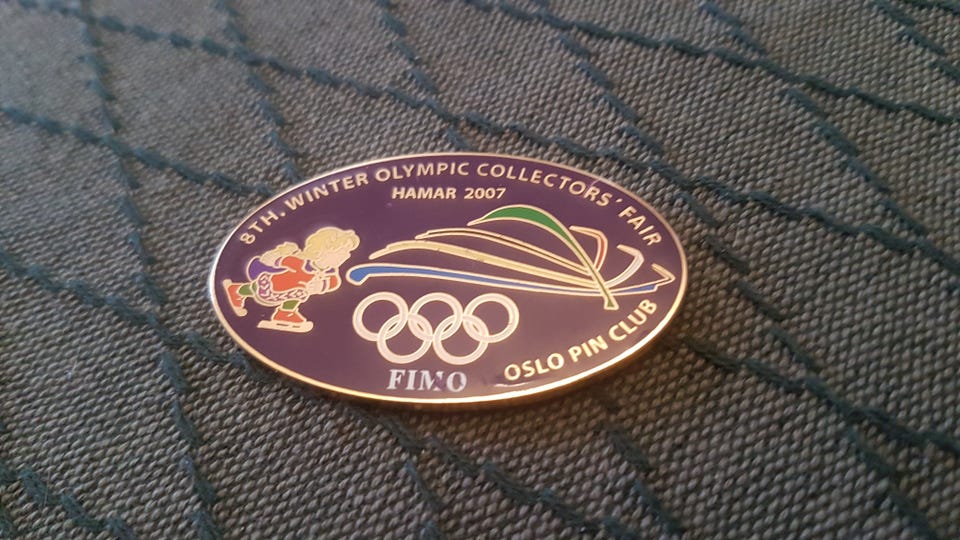 8TH. WINTER OLYMPIC COLLECTORS' FAIR
HAMAR 2007
FIMO
OSLO PIN CLUB